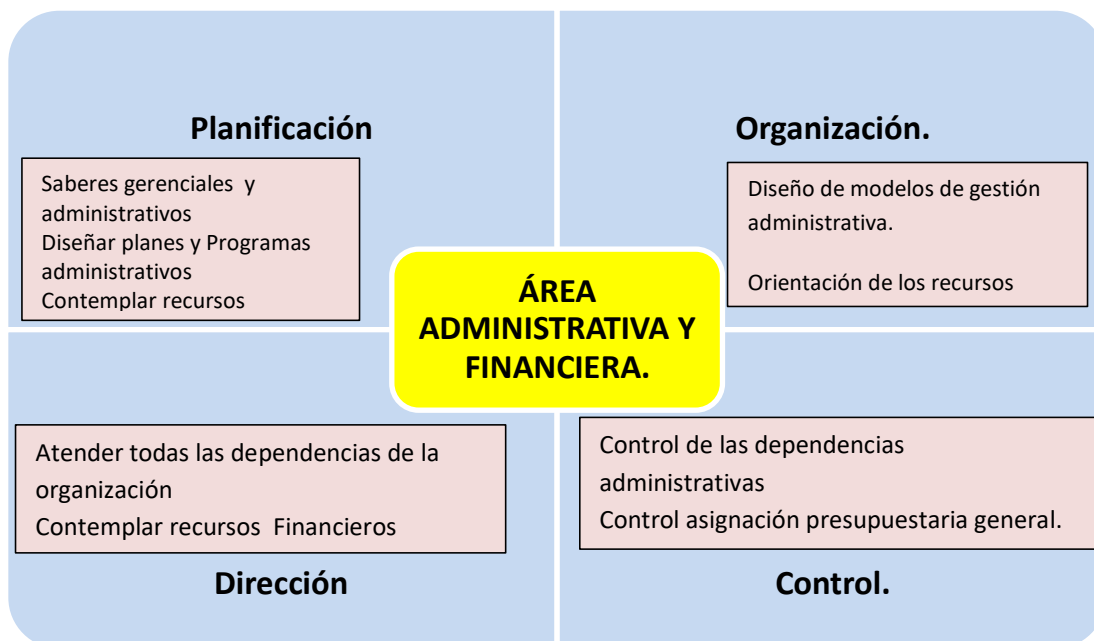 Planificación
Saberes gerenciales y
administrativos
Diseñar planes y Programas
administrativos
Contemplar recursos
Organización.
Diseño de modelos de gestión
administrativa.
Orientación de los recursos
ÁREA
ADMINISTRATIVA Y
FINANCIERA.
Atender todas las dependencias de la
organización
Contemplar recursos Financieros
Dirección
Control de las dependencias
administrativas
Control asignación presupuestaria general.
Control.